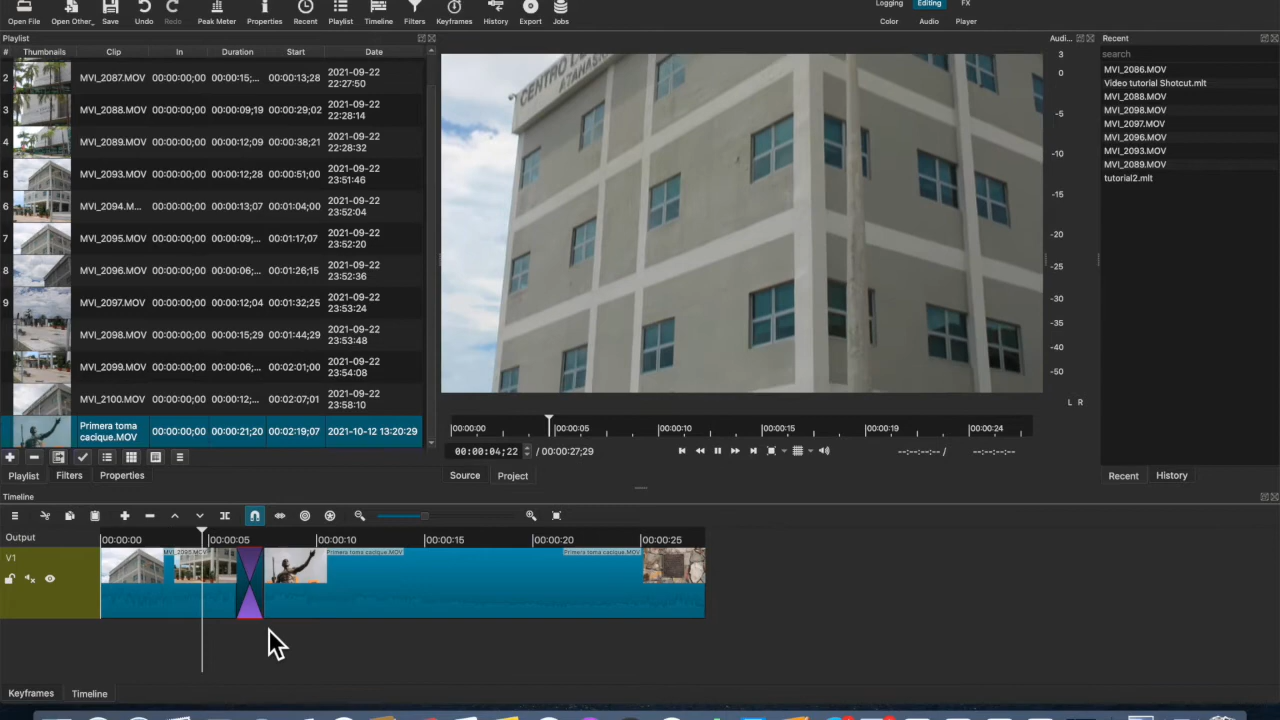 Logging Editing FX
Open File Open Other_ Save Undo Redo Peak Meter Properties Recent Playlist Timeline Filters Keyframes History Export Jobs
Color Audio Player
Playlist
# Thumbnails Clip In Duration Start Date
2 MVI_2087.MOV 00:00:00;00 00:00:15;... 00:00:13;28 2021-09-22 22:27:50
3 MVI_2088.MOV 00:00:00;00 00:00:09;19 00:00:29;02 2021-09-22 22:28:14
4 MVI_2089.MOV 00:00:00;00 00:00:12;09 00:00:38;21 2021-09-22 22:28:32
5 MVI_2093.MOV 00:00:00;00 00:00:12;28 00:00:51;00 2021-09-22 23:51:46
6 MVI_2094.M... 00:00:00;00 00:00:13;07 00:01:04;00 2021-09-22 23:52:04
7 MVI_2095.MOV 00:00:00;00 00:00:09;... 00:01:17;07 2021-09-22 23:52:20
8 MVI_2096.MOV 00:00:00;00 00:00:06;... 00:01:26;15 2021-09-22 23:52:36
9 MVI_2097.MOV 00:00:00;00 00:00:12;04 00:01:32;25 2021-09-22 23:53:24
MVI_2098.MOV 00:00:00;00 00:00:15;29 00:01:44;29 2021-09-22 23:53:48
MVI_2099.MOV 00:00:00;00 00:00:06;... 00:02:01;00 2021-09-22 23:54:08
MVI_2100.MOV 00:00:00;00 00:00:12;... 00:02:07;01 2021-09-22 23:58:10
Primera toma cacique.MOV 00:00:00;00 00:00:21;20 00:02:19;07 2021-10-12 13:20:29
Playlist Filters Properties
CENTRO
Audi...
3
0
-5
-10
-15
-20
-25
-30
-35
-40
-50
L R
00:00:00 00:00:05 00:00:10 00:00:15 00:00:19 00:00:24
00:00:04;22 / 00:00:27;29 --:--:--:-- / --:--:--:--
Source Project
Recent
search
MVI_2086.MOV
Video tutorial Shotcut.mlt
MVI_2088.MOV
MVI_2098.MOV
MVI_2097.MOV
MVI_2096.MOV
MVI_2093.MOV
MVI_2089.MOV
tutorial2.mlt
Recent History
Timeline
Output 00:00:00 00:00:05 00:00:10 00:00:15 00:00:20 00:00:25
V1 MVI_2095.MOV Primera toma cacique.MOV Primera toma cacique.MOV
Keyframes Timeline